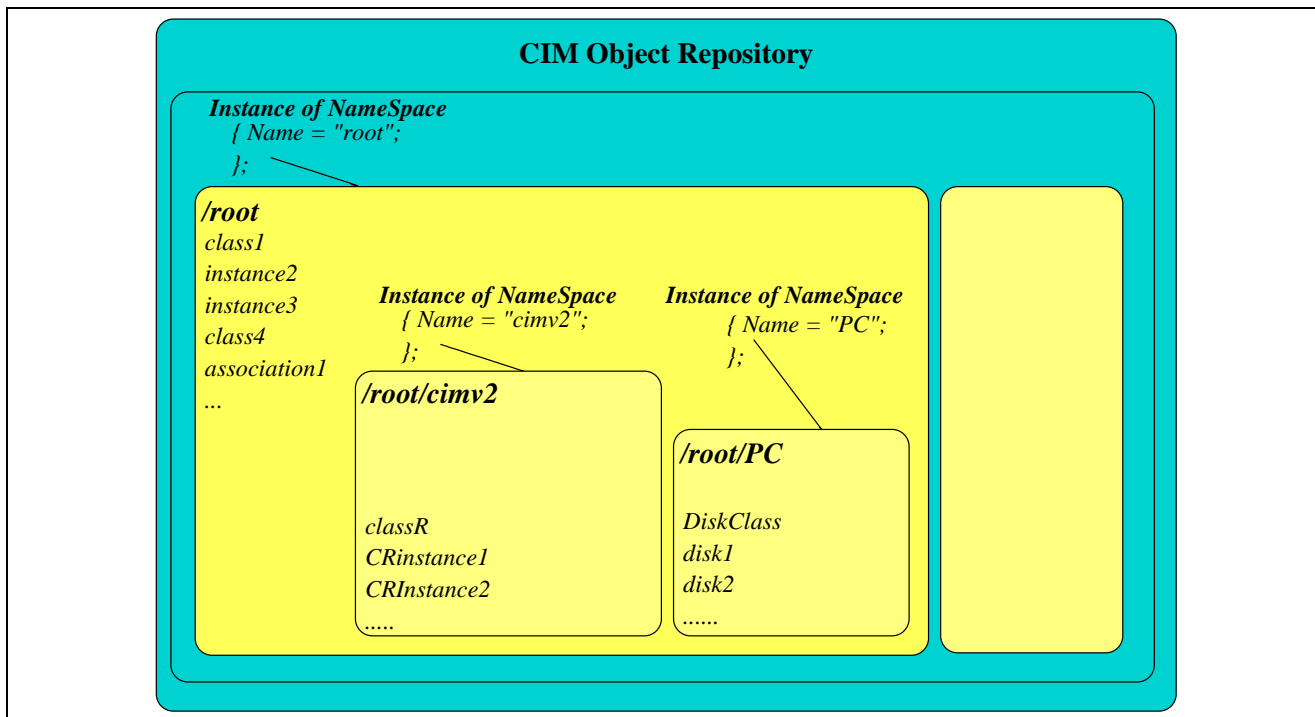 CIM Object Repository
Instance of NameSpace
{ Name = "root";
};
/root
class1
instance2
instance3
class4
association1
...
Instance of NameSpace
{ Name = "cimv2";
};
/root/cimv2
classR
CRinstance1
CRInstance2
.....
Instance of NameSpace
{ Name = "PC";
};
/root/PC
DiskClass
disk1
disk2
......